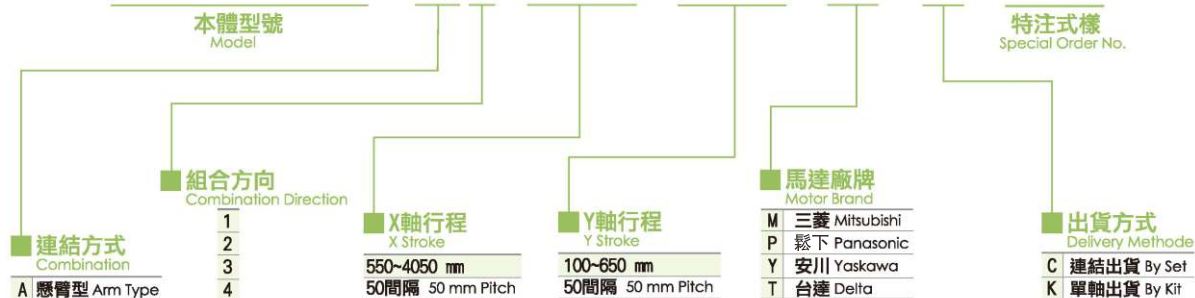 本體型號
Model
特注式樣
Special Order No.
組合方向
Combination Direction
1
2
3
4
馬達廠牌
Motor Brand
M 三菱 Mitsubishi
P 鬆下 Panasonic
Y 安川 Yaskawa
T 台達 Delta
連結方式
Combination
A 懸臂型 Arm Type
X軸行程
X Stroke
550~4050 mm
50間隔 50 mm Pitch
Y軸行程
Y Stroke
100~650 mm
50間隔 50 mm Pitch
出貨方式
Delivery Methode
C 連結出貨 By Set
K 單軸出貨 By Kit